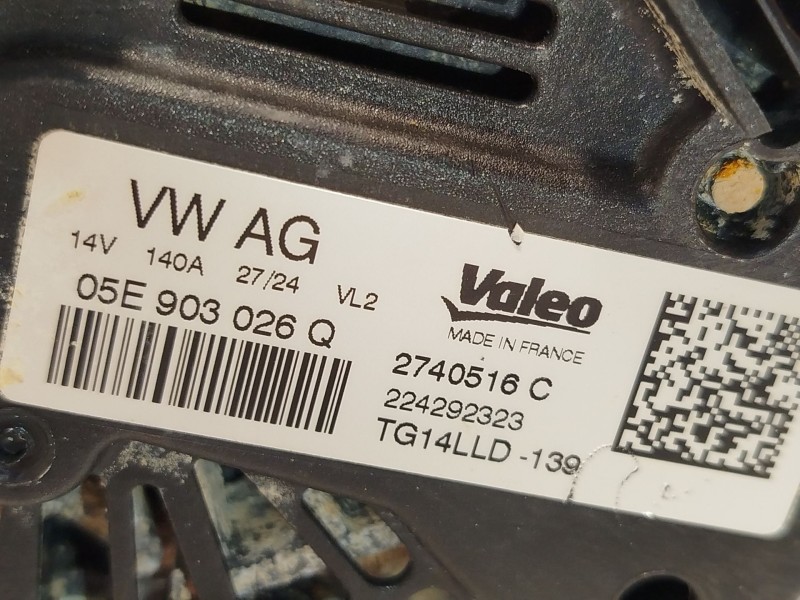 VW AG
14V 140A 27/24 VL2
05E 903 026 Q
Valeo
MADE IN FRANCE
2740516 C
224292323
TG14LLD -139